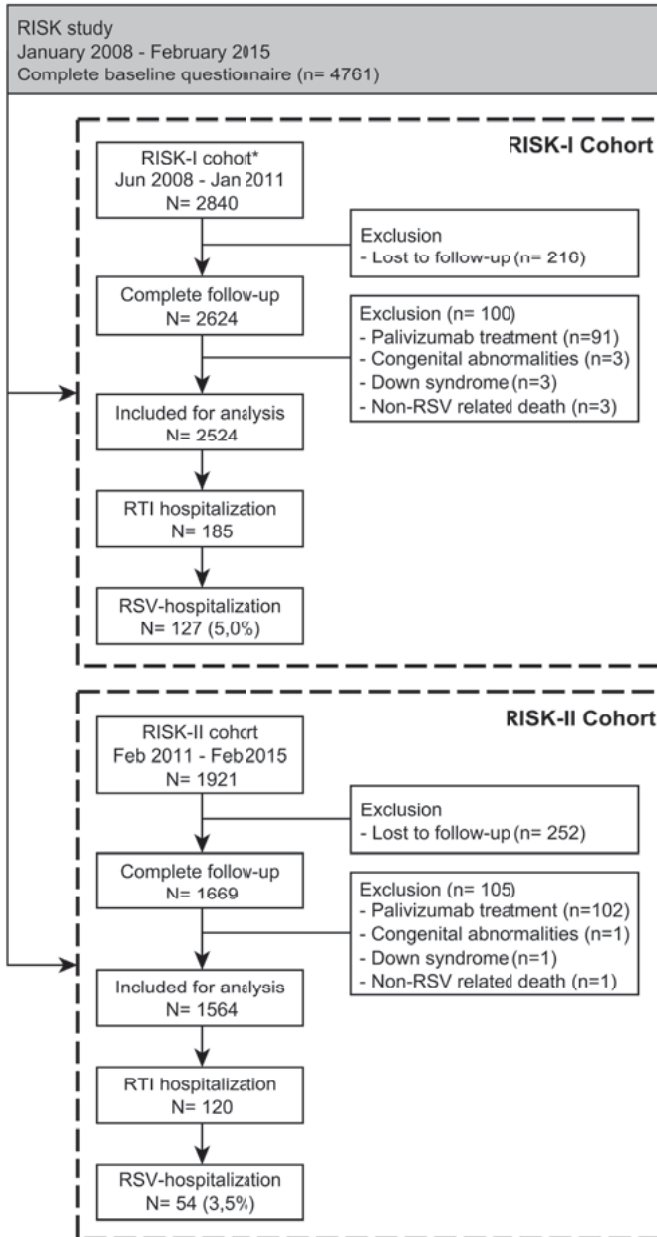 RISK study
January 2008 - February 2015
Complete baseline questionnaire (n= 4761)
RISK-I Cohort
RISK-I cohort*
Jun 2008 - Jan 2011
N= 2840
Exclusion
- Lost to follow-up (n= 216)
Complete follow-up
N= 2624
Exclusion (n= 100)
- Palivizumab treatment (n=91)
- Congenital abnormalities (n=3)
- Down syndrome (n=3)
- Non-RSV related death (n=3)
Included for analysis
N= 2524
RTI hospitalization
N= 185
RSV-hospitalization
N= 127 (5,0%)
RISK-II Cohort
RISK-II cohort
Feb 2011 - Feb 2015
N= 1921
Exclusion
- Lost to follow-up (n= 252)
Complete follow-up
N= 1669
Exclusion (n= 105)
- Palivizumab treatment (n=102)
- Congenital abnormalities (n=1)
- Down syndrome (n=1)
- Non-RSV related death (n=1)
Included for analysis
N= 1564
RTI hospitalization
N= 120
RSV-hospitalization
N= 54 (3,5%)